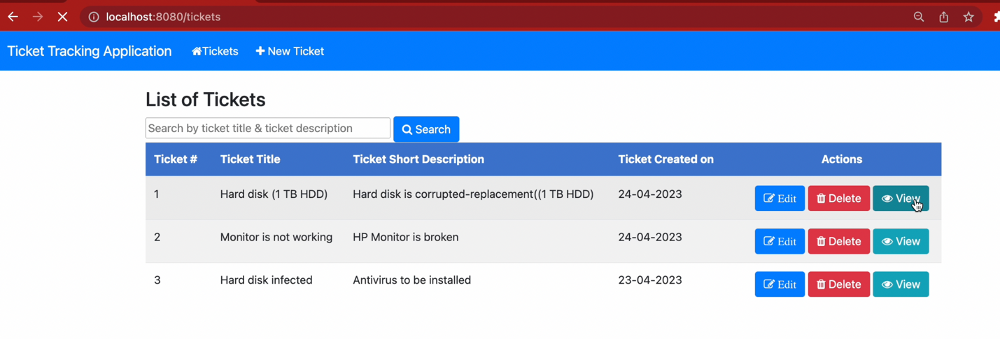 localhost:8080/tickets
Ticket Tracking Application Tickets New Ticket
List of Tickets
Search by ticket title & ticket description Search
Ticket # Ticket Title Ticket Short Description Ticket Created on Actions
1 Hard disk (1 TB HDD) Hard disk is corrupted-replacement((1 TB HDD) 24-04-2023 Edit Delete View
2 Monitor is not working HP Monitor is broken 24-04-2023 Edit Delete View
3 Hard disk infected Antivirus to be installed 23-04-2023 Edit Delete View